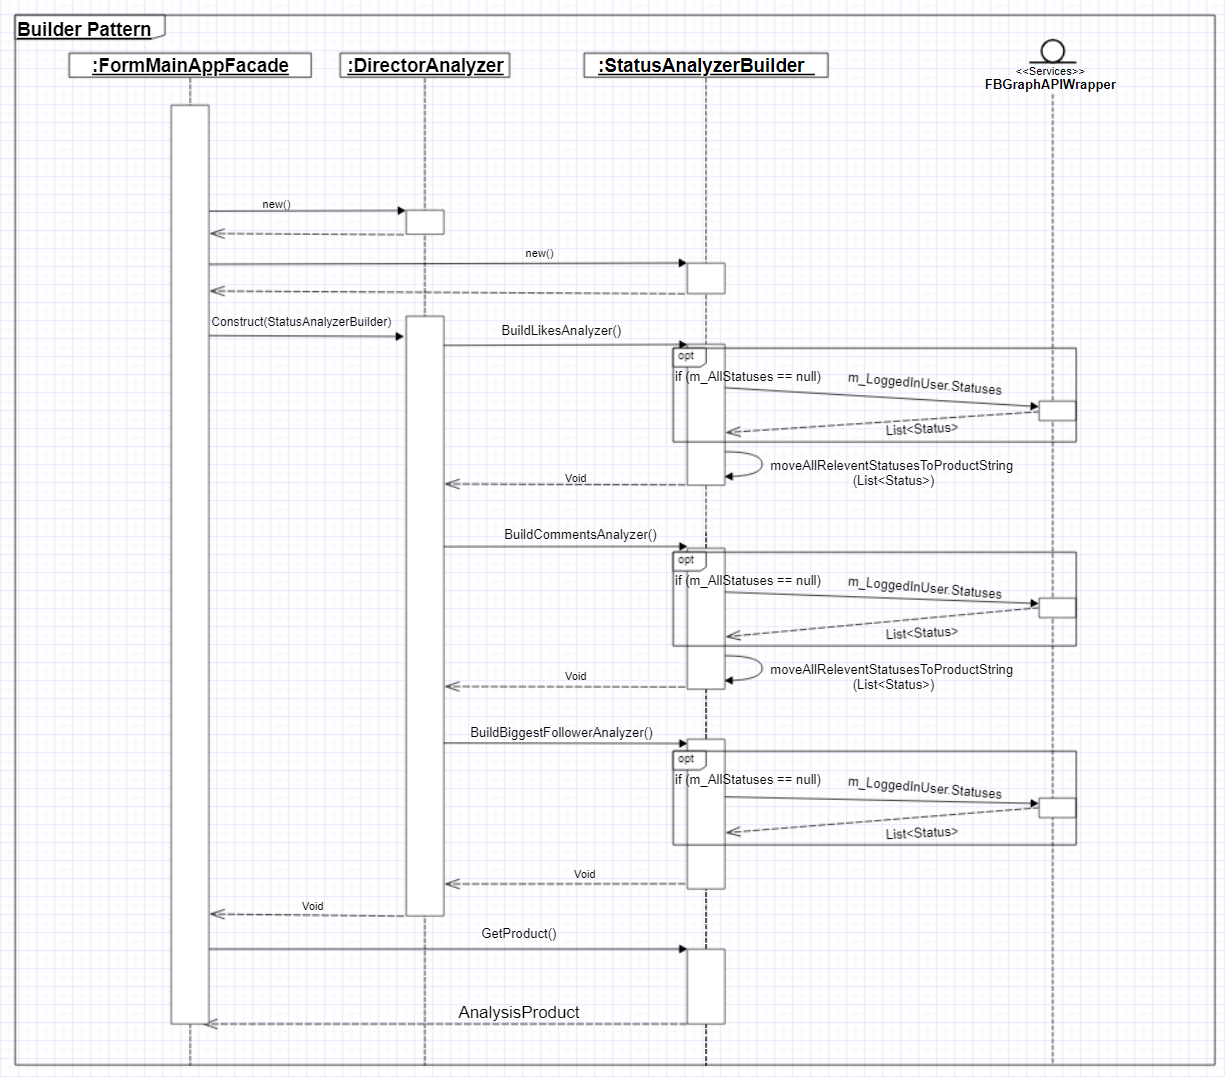 Builder Pattern
:FormMainAppFacade
:DirectorAnalyzer
:StatusAnalyzerBuilder
<<Services>>
FBGraphAPIWrapper
new()
new()
Construct(StatusAnalyzerBuilder)
BuildLikesAnalyzer()
opt
if (m_AllStatuses == null)
m_LoggedInUser.Statuses
List<Status>
moveAllReleventStatusesToProductString
(List<Status>)
Void
BuildCommentsAnalyzer()
opt
if (m_AllStatuses == null)
m_LoggedInUser.Statuses
List<Status>
moveAllReleventStatusesToProductString
(List<Status>)
Void
BuildBiggestFollowerAnalyzer()
opt
if (m_AllStatuses == null)
m_LoggedInUser.Statuses
List<Status>
Void
Void
GetProduct()
AnalysisProduct